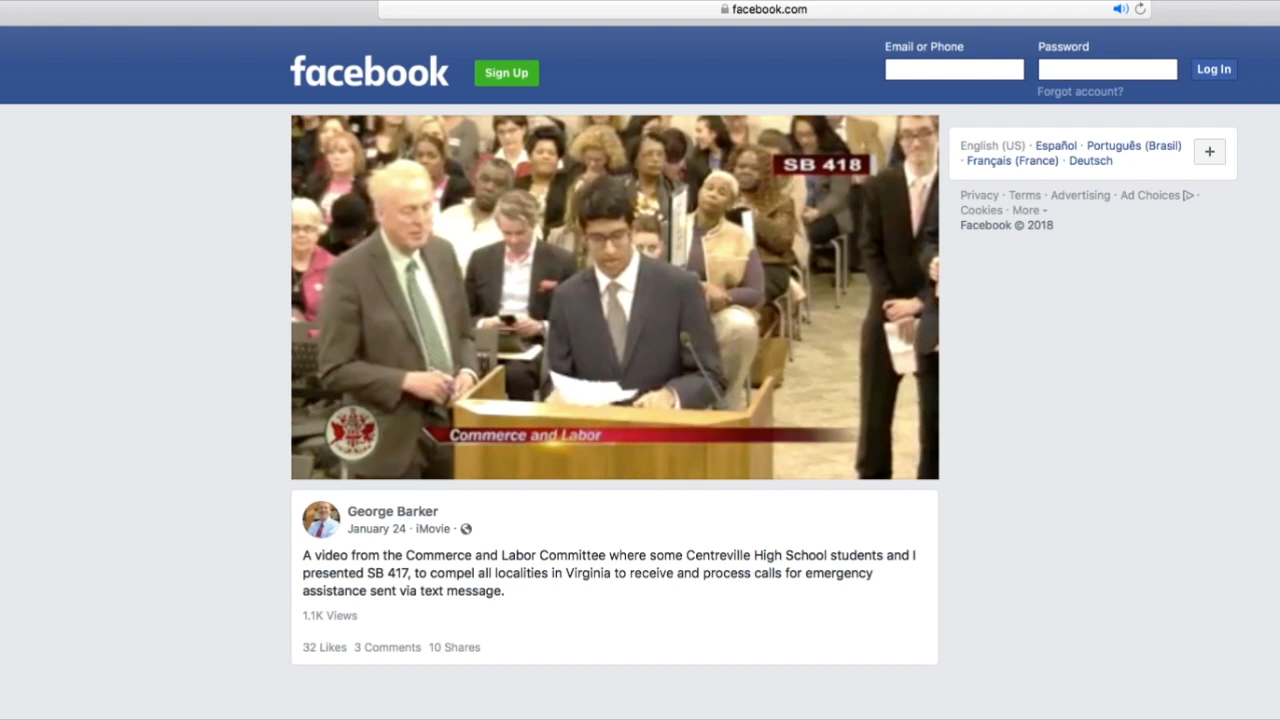 facebook.com
facebook
Sign Up
Email or Phone
Password
Log In
Forgot account?
SB 418
Commerce and Labor
English (US) · Español · Português (Brasil)
· Français (France) · Deutsch
+
Privacy · Terms · Advertising · Ad Choices ·
Cookies · More
Facebook © 2018
George Barker
January 24 · iMovie ·
A video from the Commerce and Labor Committee where some Centreville High School students and I
presented SB 417, to compel all localities in Virginia to receive and process calls for emergency
assistance sent via text message.
1.1K Views
32 Likes 3 Comments 10 Shares